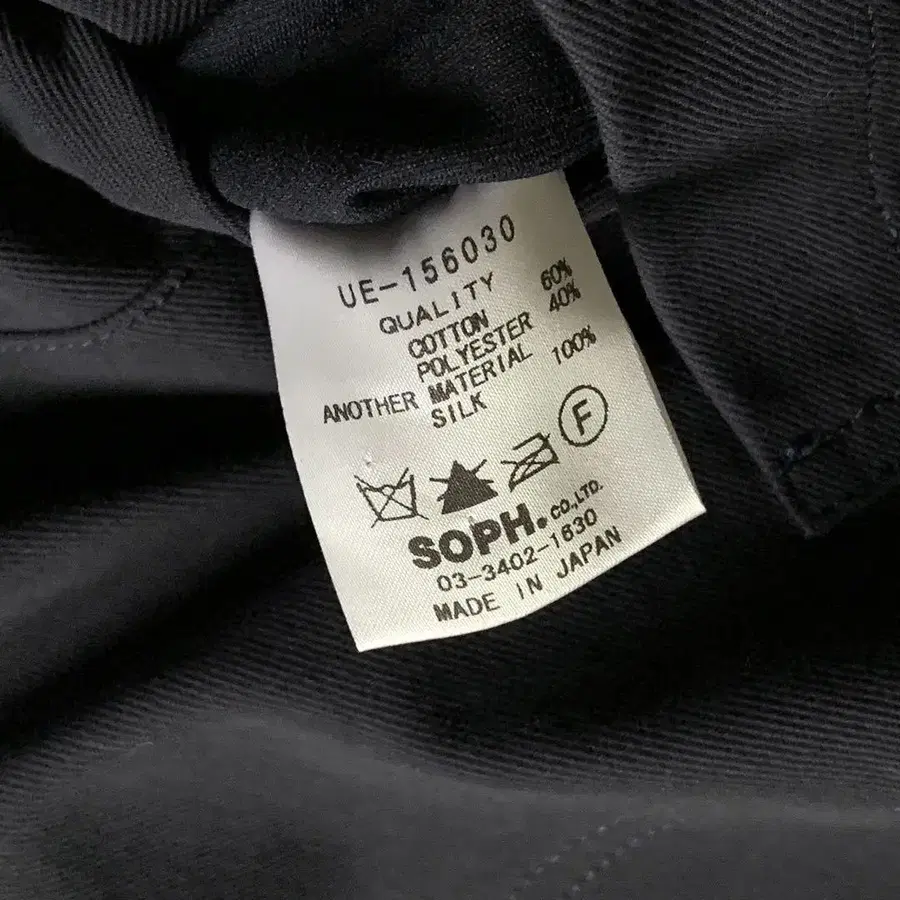 UE-156030
QUALITY
COTTON 60%
POLYESTER 40%
ANOTHER MATERIAL
SILK 100%
F
SOPH. CO.,LTD.
03-3402-1630
MADE IN JAPAN